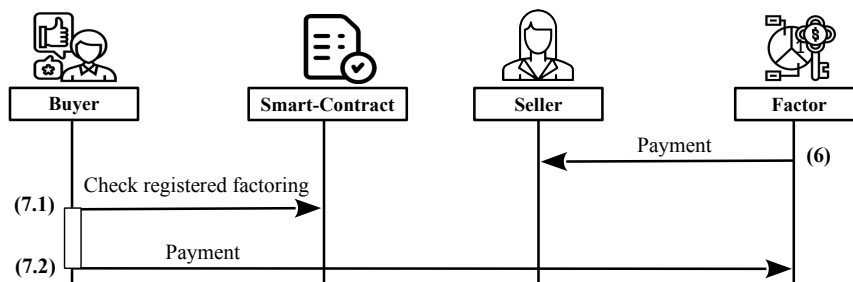 Buyer
Smart-Contract
Seller
Factor
Payment
(6)
Check registered factoring
(7.1)
Payment
(7.2)